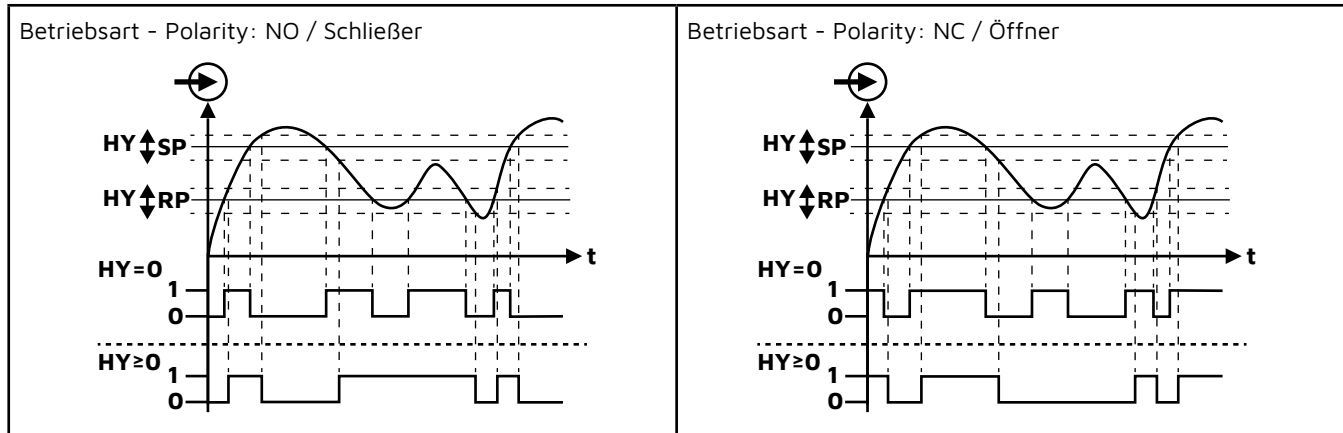 Betriebsart - Polarity: NO / Schließer
HY SP
HY RP
t
HY=0
1
0
HY≥0
1
0
Betriebsart - Polarity: NC / Öffner
HY SP
HY RP
t
HY=0
1
0
HY≥0
1
0